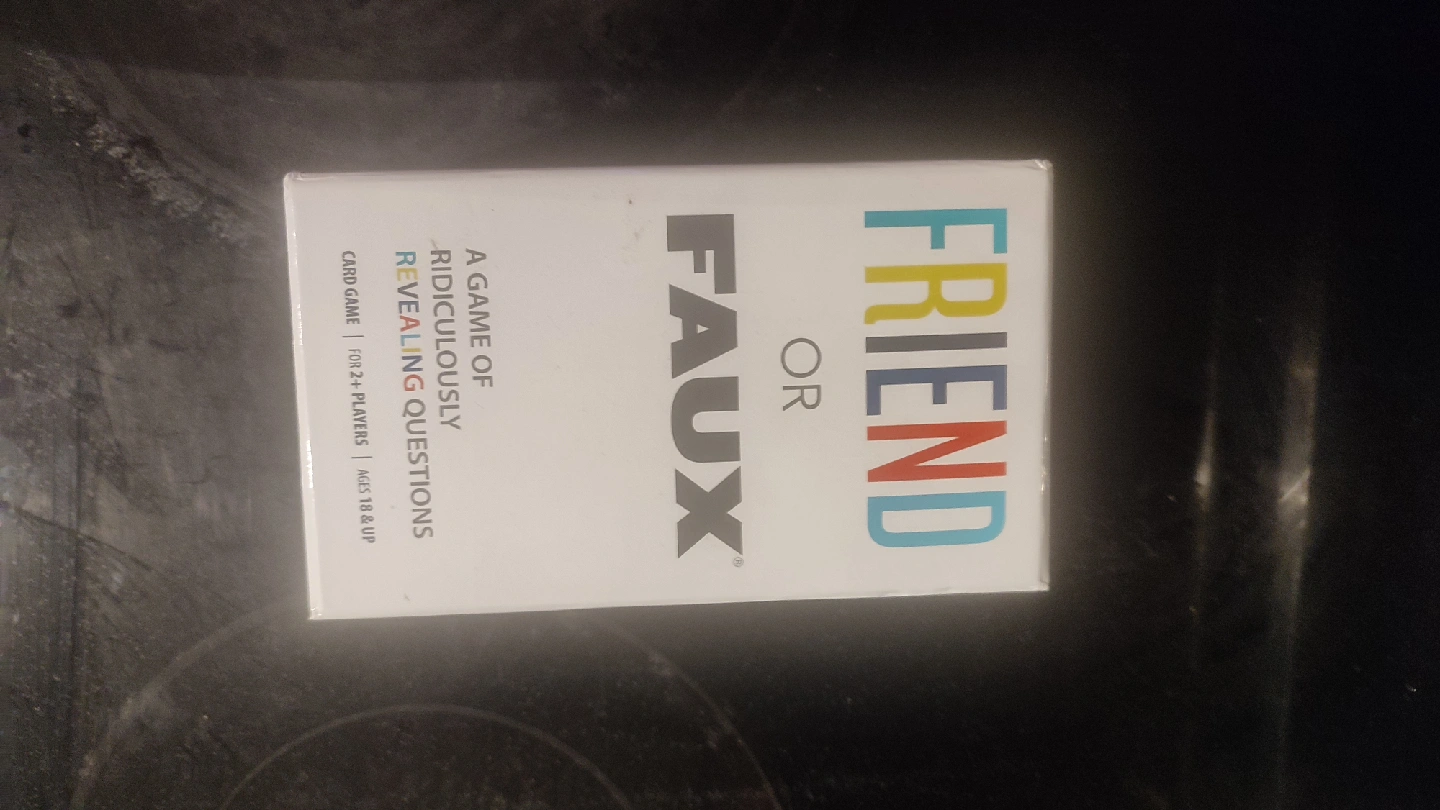 FRIEND
OR
FAUX®
A GAME OF
RIDICULOUSLY
REVEALING QUESTIONS
CARD GAME | FOR 2+ PLAYERS | AGES 18 & UP